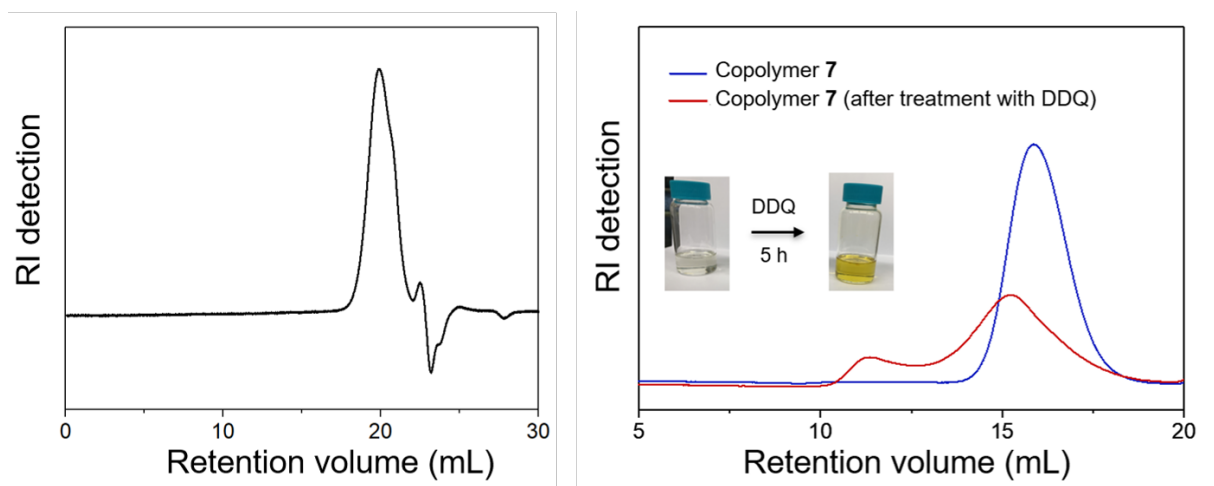 RI detection
0
10
20
30
Retention volume (mL)
RI detection
Copolymer 7
Copolymer 7 (after treatment with DDQ)
DDQ
5 h
5
10
15
20
Retention volume (mL)